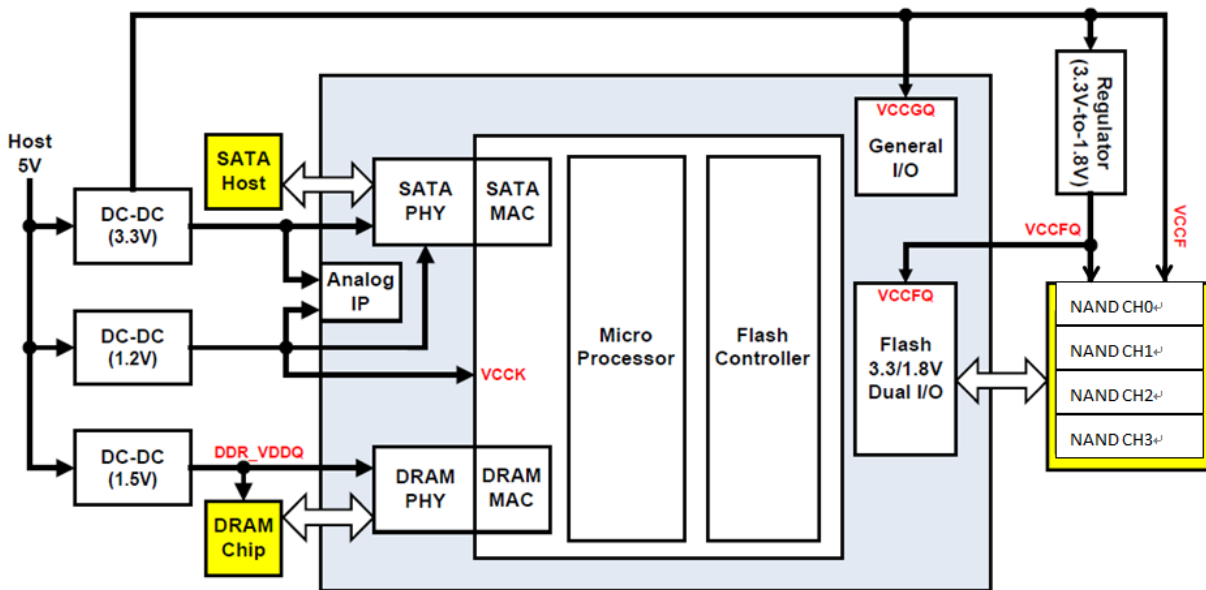 Host
5V
DC-DC
(3.3V)
DC-DC
(1.2V)
DC-DC
(1.5V)
SATA
Host
DDR_VDDQ
DRAM
Chip
SATA
PHY
SATA
MAC
Analog
IP
VCCK
DRAM
PHY
DRAM
MAC
Micro
Processor
Flash
Controller
VCCGQ
General
I/O
VCCFQ
Flash
3.3/1.8V
Dual I/O
Regulator
(3.3V-to-1.8V)
VCCFQ
VCCF
NAND CH0↵
NAND CH1↵
NAND CH2↵
NAND CH3↵